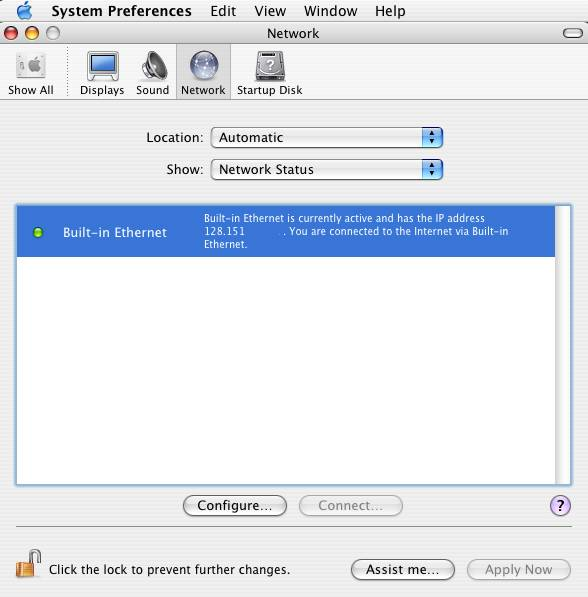 System Preferences Edit View Window Help
Network
Show All Displays Sound Network Startup Disk
Location: Automatic
Show: Network Status
Built-in Ethernet
Built-in Ethernet is currently active and has the IP address
128.151 . You are connected to the Internet via Built-in
Ethernet.
Configure... Connect... ?
Click the lock to prevent further changes. Assist me... Apply Now